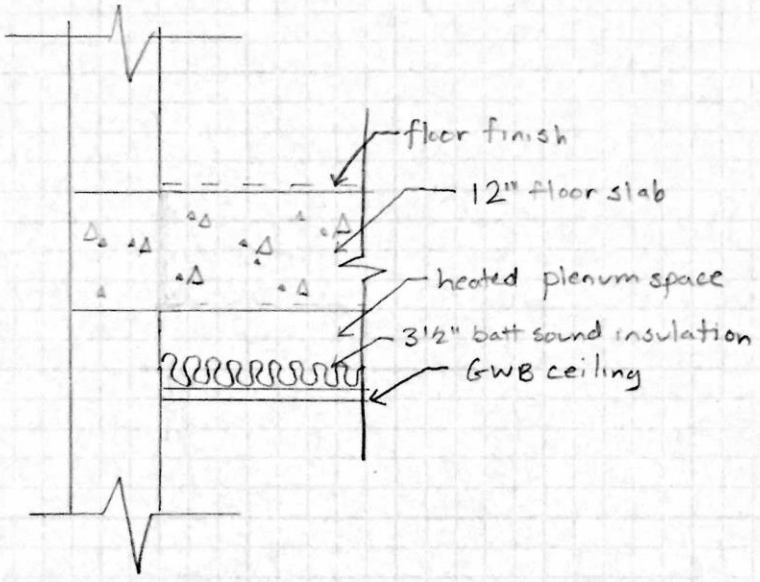 floor finish
12" floor slab
heated plenum space
3 1/2" batt sound insulation
GWB ceiling